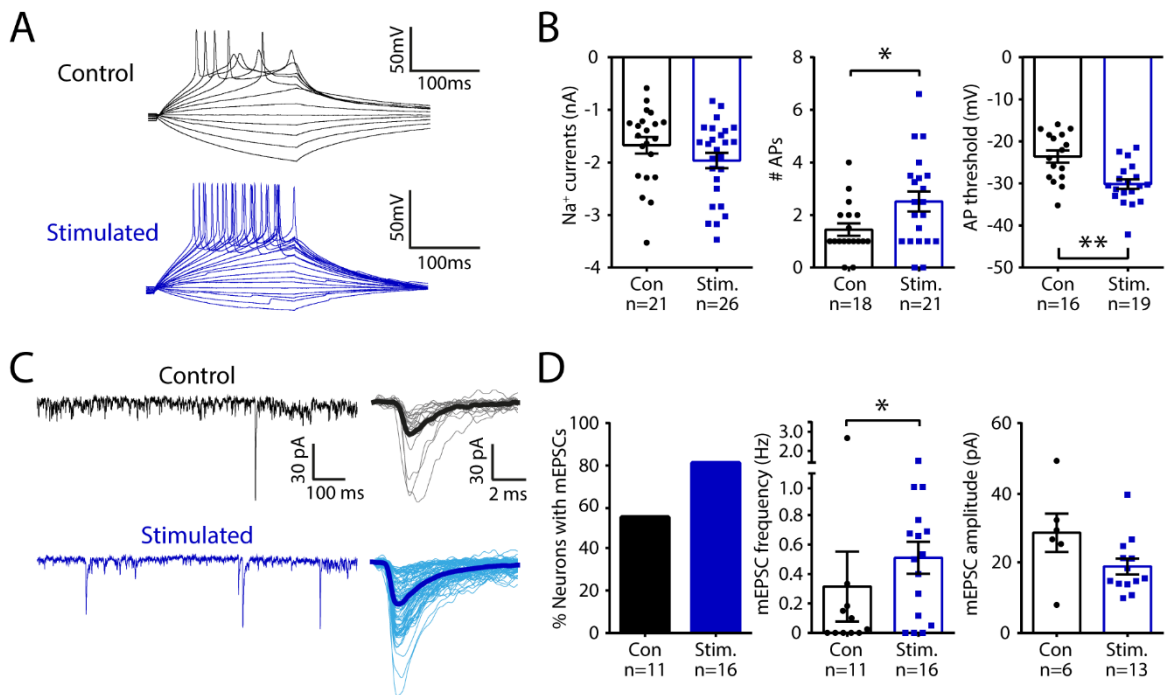 A
Control
50mV
100ms
Stimulated
50mV
100ms
B
Na⁺ currents (nA)
0
-1
-2
-3
-4
Con
n=21
Stim.
n=26
# APs
8
6
4
2
0
*
Con
n=18
Stim.
n=21
AP threshold (mV)
0
-10
-20
-30
-40
-50
**
Con
n=16
Stim.
n=19
C
Control
30 pA
100 ms
30 pA
2 ms
Stimulated
D
% Neurons with mEPSCs
100
80
60
40
20
0
Con
n=11
Stim.
n=16
mEPSC frequency (Hz)
3.0
2.0
1.0
0.8
0.6
0.4
0.2
0
*
Con
n=11
Stim.
n=16
mEPSC amplitude (pA)
60
40
20
0
Con
n=6
Stim.
n=13